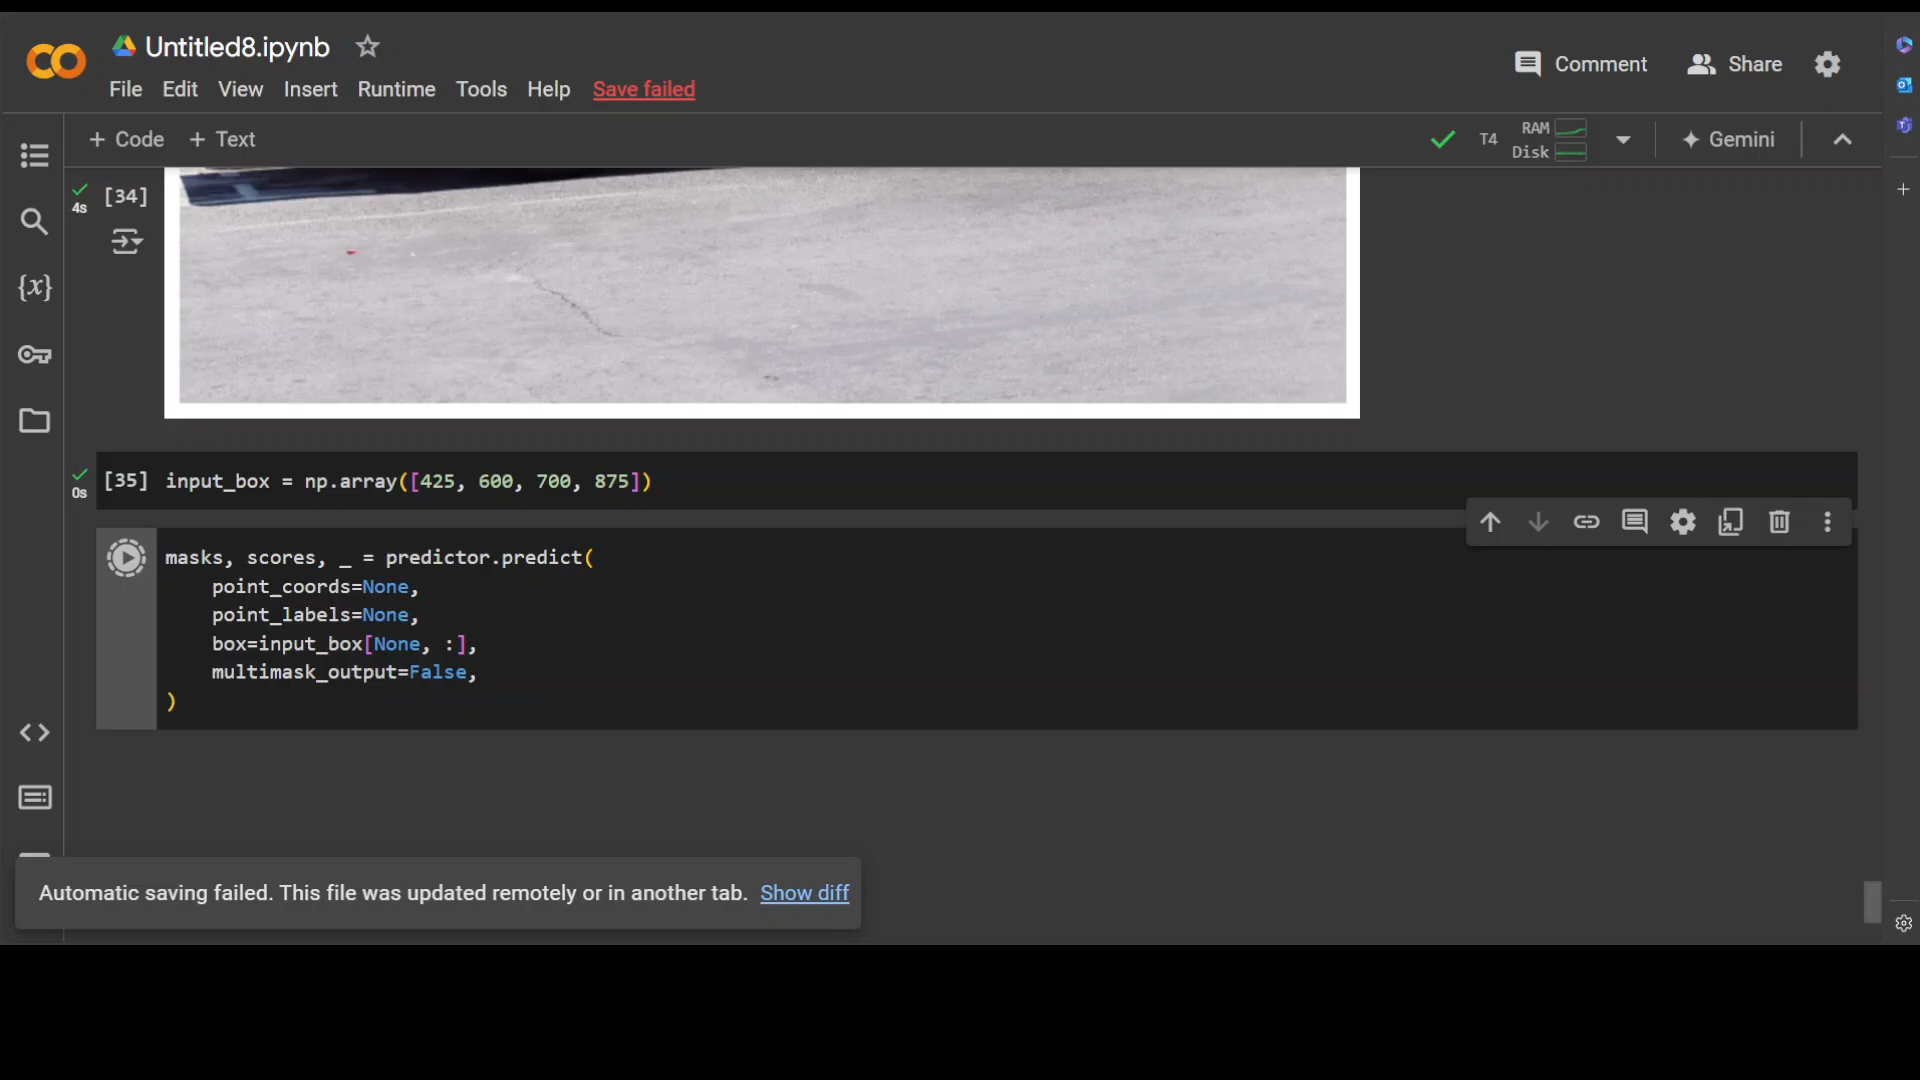 Untitled8.ipynb
File Edit View Insert Runtime Tools Help Save failed
Comment
Share
+ Code + Text
T4
RAM
Disk
Gemini
4s
[34]
0s
[35] input_box = np.array([425, 600, 700, 875])
masks, scores, _ = predictor.predict(
point_coords=None,
point_labels=None,
box=input_box[None, :],
multimask_output=False,
)
Automatic saving failed. This file was updated remotely or in another tab. Show diff